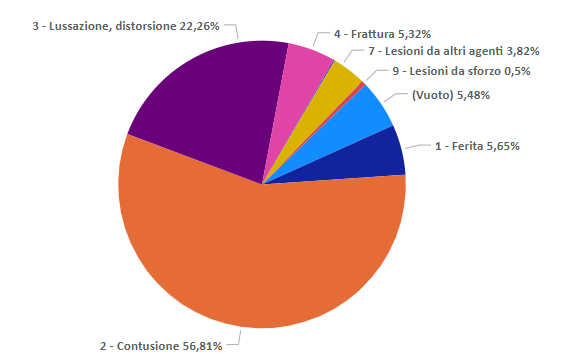 3 - Lussazione, distorsione 22,26%
4 - Frattura 5,32%
7 - Lesioni da altri agenti 3,82%
9 - Lesioni da sforzo 0,5%
(Vuoto) 5,48%
1 - Ferita 5,65%
2 - Contusione 56,81%